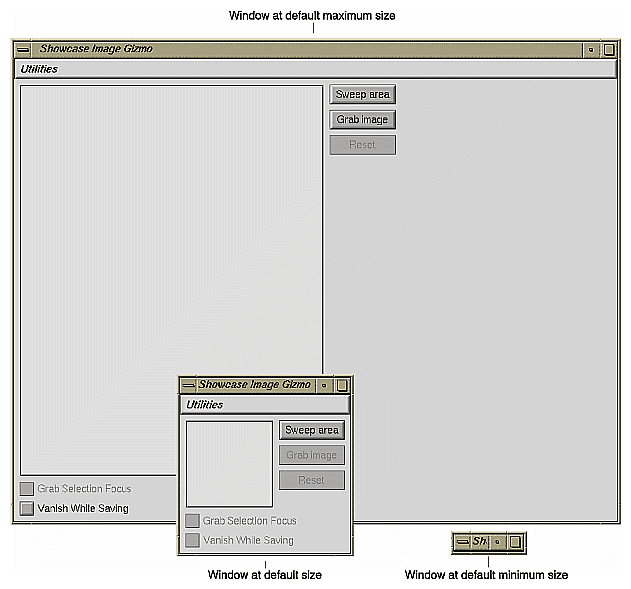 Window at default maximum size
Showcase Image Gizmo
Utilities
Sweep area
Grab image
Reset
Grab Selection Focus
Vanish While Saving
Showcase Image Gizmo
Utilities
Sweep area
Grab image
Reset
Grab Selection Focus
Vanish While Saving
Sh.
Window at default size
Window at default minimum size